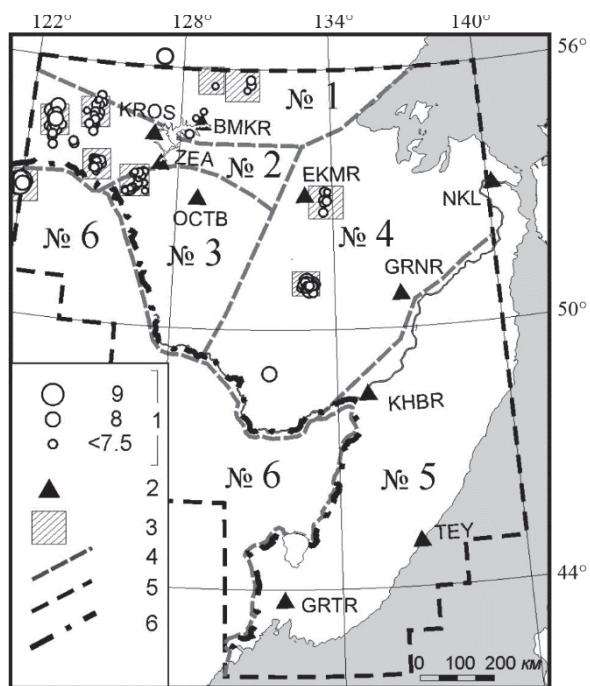 122° 128° 134° 140°
56°
№ 1
KROS
BMKR
ZEA
№ 2
EKMR
NKL
OCTB
№ 6
№ 3
№ 4
GRNR
50°
9
8
<7.5
1
KHBR
2
3
№ 6
№ 5
4
TEY
5
44°
6
GRTR
0 100 200 км